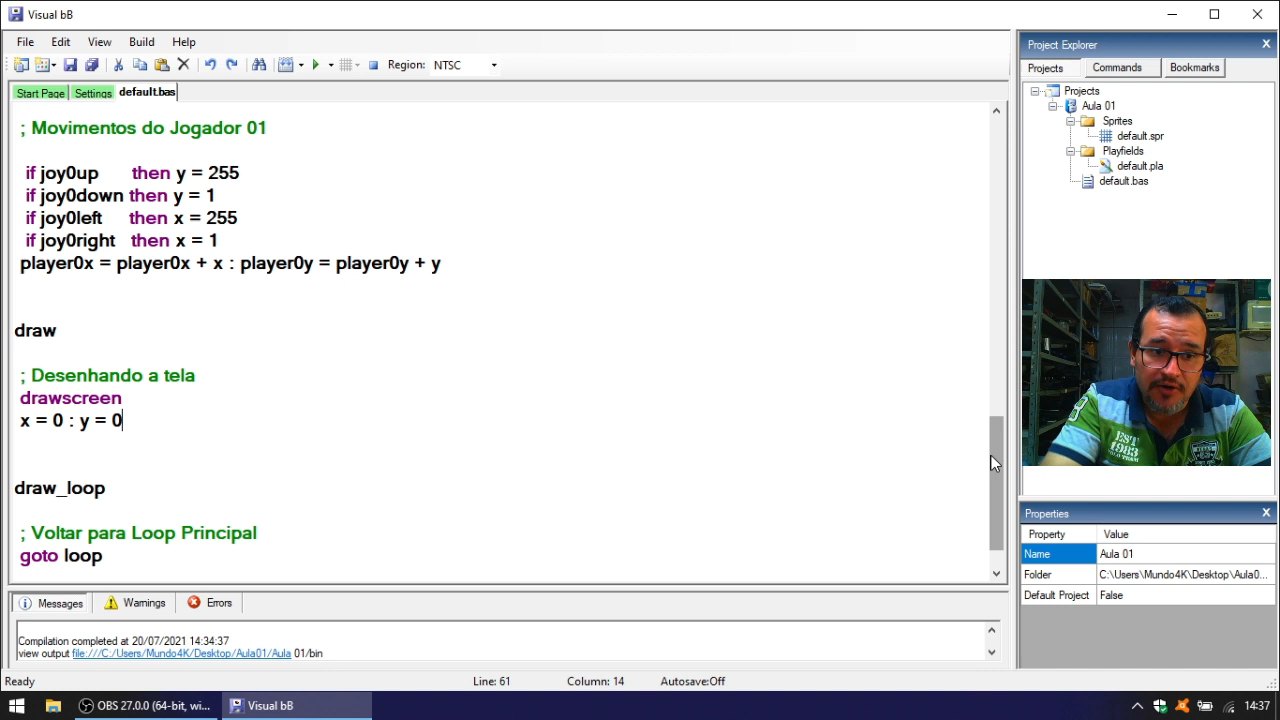 Visual bB
File Edit View Build Help
Region: NTSC
Start Page Settings default.bas
; Movimentos do Jogador 01
if joy0up then y = 255
if joy0down then y = 1
if joy0left then x = 255
if joy0right then x = 1
player0x = player0x + x : player0y = player0y + y
draw
; Desenhando a tela
drawscreen
x = 0 : y = 0
draw_loop
; Voltar para Loop Principal
goto loop
Messages Warnings Errors
Compilation completed at 20/07/2021 14:34:37
view output file:///C:/Users/Mundo4K/Desktop/Aula01/Aula 01/bin
Ready Line: 61 Column: 14 Autosave:Off
Project Explorer
Projects Commands Bookmarks
Projects
Aula 01
Sprites
default.spr
Playfields
default.pla
default.bas
EST
1983
Properties
Property Value
Name Aula 01
Folder C:\Users\Mundo4K\Desktop\Aula0...
Default Project False
OBS 27.0.0 (64-bit, wi... Visual bB 14:37